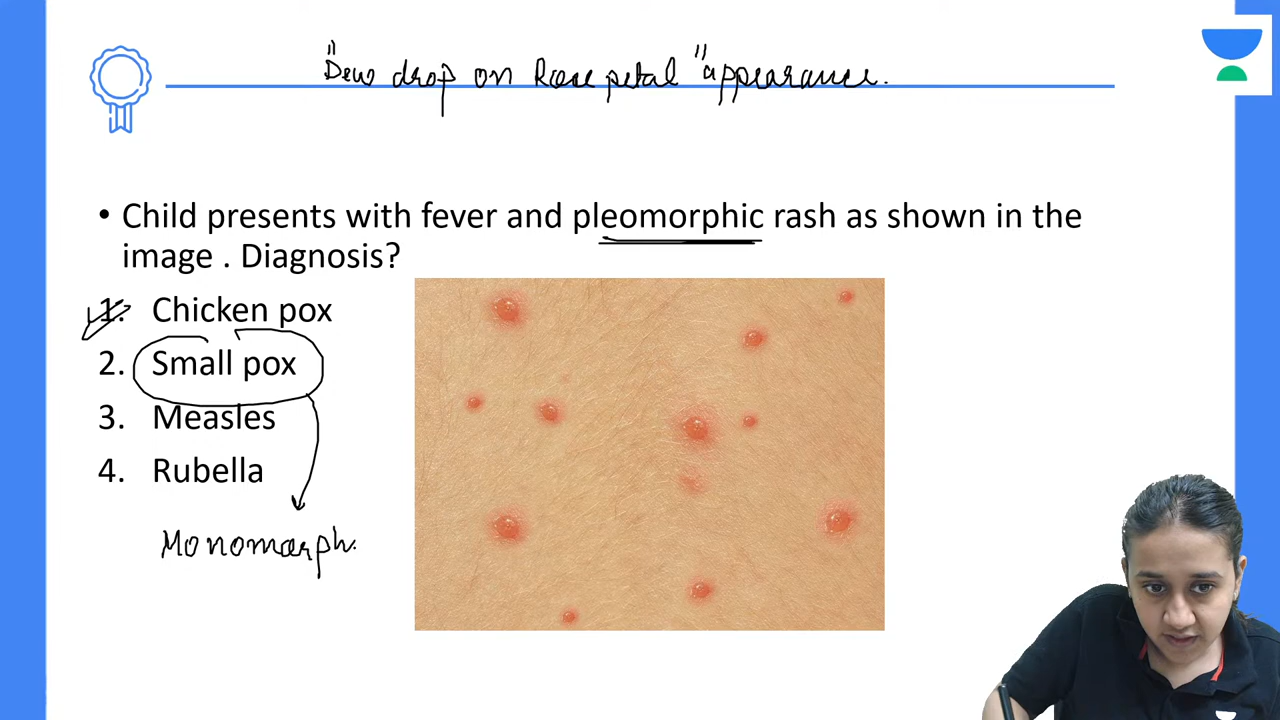 "Dew drop on Rose petal" appearance.
• Child presents with fever and pleomorphic rash as shown in the
image . Diagnosis?
1. Chicken pox
2. Small pox
3. Measles
4. Rubella
Monomorph.